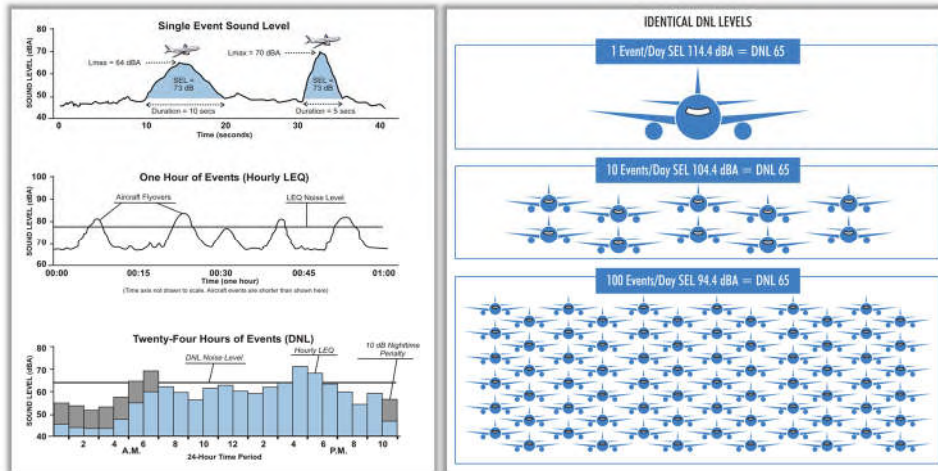 Single Event Sound Level
SOUND LEVEL (dBA)
80
70
60
50
40
Lmax = 64 dBA
Lmax = 70 dBA
SEL =
73 dB
SEL =
73 dB
Duration = 10 secs
Duration = 5 secs
0 10 20 30 40
Time (seconds)
One Hour of Events (Hourly LEQ)
SOUND LEVEL (dBA)
100
90
80
70
60
Aircraft Flyovers
LEQ Noise Level
00:00 00:15 00:30 00:45 01:00
Time (one hour)
(Time axis not drawn to scale. Aircraft events are shorter than shown here)
Twenty-Four Hours of Events (DNL)
SOUND LEVEL (dBA)
80
70
60
50
40
DNL Noise Level
Hourly LEQ
10 dB Nighttime
Penalty
2 4 6 8 10 12 2 4 6 8 10
A.M. P.M.
24-Hour Time Period
IDENTICAL DNL LEVELS
1 Event/Day SEL 114.4 dBA = DNL 65
10 Events/Day SEL 104.4 dBA = DNL 65
100 Events/Day SEL 94.4 dBA = DNL 65